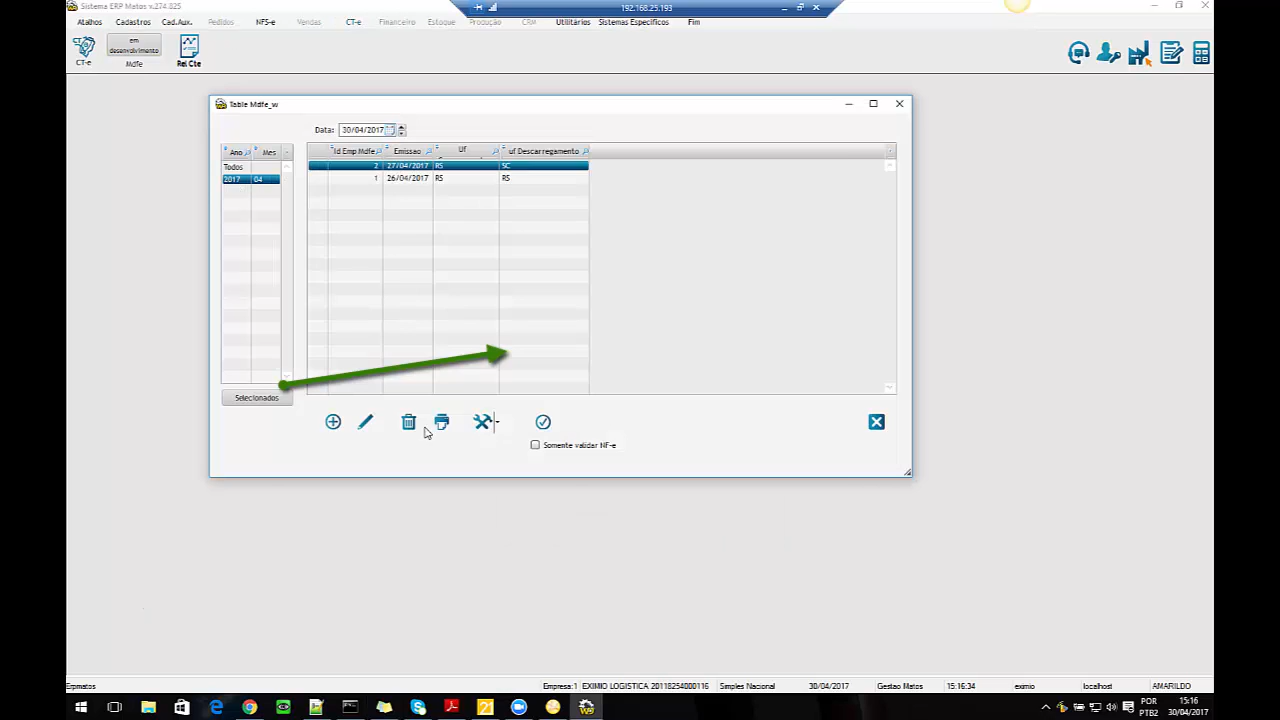 Sistema ERP Matos v.274.825
192.168.25.193
Atalhos Cadastros Cad.Aux. Pedidos NFS-e Vendas CT-e Financeiro Estoque Produção CRM Utilitários Sistemas Específicos Fim
CT-e
em desenvolvimento
Mdfe
Rel Cte
Table Mdfe_w
Data: 30/04/2017
Ano Mes
Id Emp Mdfe Emissao Uf uf Descarregamento
Todos
2 27/04/2017 RS SC
2017 04
1 26/04/2017 RS RS
Selecionados
Somente validar NF-e
Erpmatos Empresa:1 EXIMIO LOGISTICA 20118254000116 Simples Nacional 30/04/2017 Gestao Matos 15:16:34 eximio localhost AMARILDO
POR 15:16
PTB2 30/04/2017